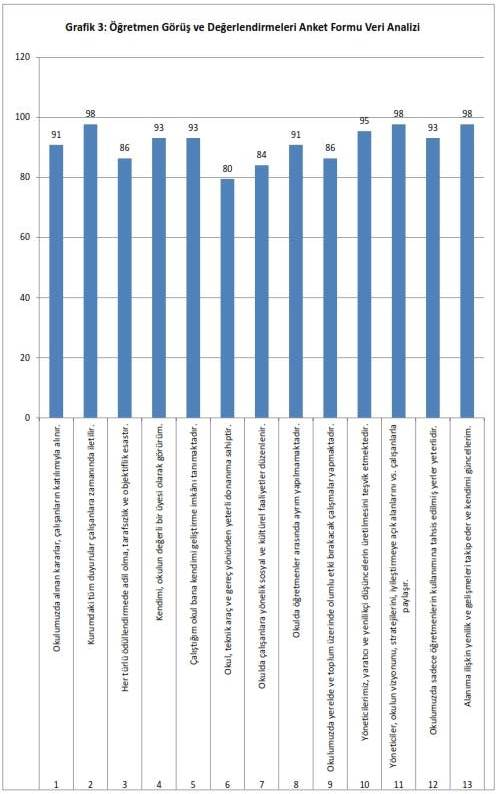 Grafik 3: Öğretmen Görüş ve Değerlendirmeleri Anket Formu Veri Analizi
120
100
80
60
40
20
0
91
98
86
93
93
80
84
91
86
95
98
93
98
Okulumuzda alınan kararlar, çalışanların katılımıyla alınır.
Kurumdaki tüm duyurular çalışanlara zamanında iletilir.
Her türlü ödüllendirmede adil olma, tarafsızlık ve objektiflik esastır.
Kendimi, okulun değerli bir üyesi olarak görürüm.
Çalıştığım okul bana kendimi geliştirme imkânı tanımaktadır.
Okul, teknik araç ve gereç yönünden yeterli donanıma sahiptir.
Okulda çalışanlara yönelik sosyal ve kültürel faaliyetler düzenlenir.
Okulda öğretmenler arasında ayrım yapılmamaktadır.
Okulumuzda yerelde ve toplum üzerinde olumlu etki bırakacak çalışmalar yapmaktadır.
Yöneticilerimiz, yaratıcı ve yenilikçi düşüncelerin üretilmesini teşvik etmektedir.
Yöneticiler, okulun vizyonunu, stratejilerini, iyileştirmeye açık alanlarını vs. çalışanlarla
paylaşır.
Okulumuzda sadece öğretmenlerin kullanımına tahsis edilmiş yerler yeterlidir.
Alanıma ilişkin yenilik ve gelişmeleri takip eder ve kendimi güncellerim.
1
2
3
4
5
6
7
8
9
10
11
12
13